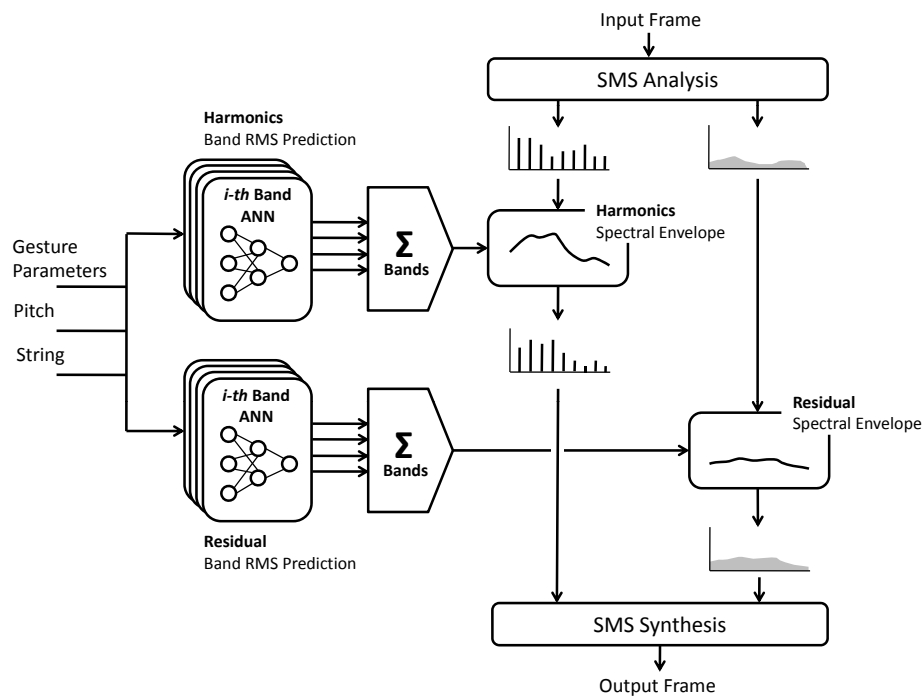 Input Frame
SMS Analysis
Harmonics
Band RMS Prediction
i-th Band
ANN
Σ
Bands
Harmonics
Spectral Envelope
Gesture
Parameters
Pitch
String
i-th Band
ANN
Σ
Bands
Residual
Spectral Envelope
Residual
Band RMS Prediction
SMS Synthesis
Output Frame